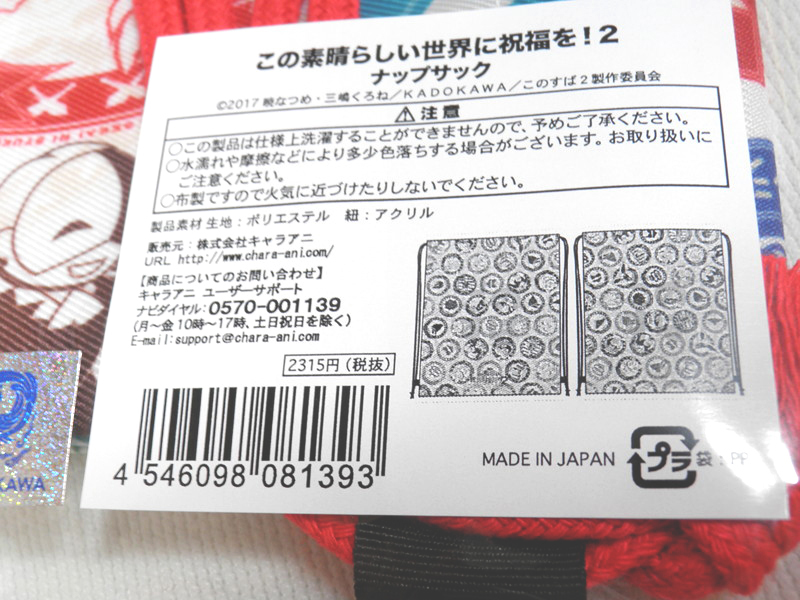 この素晴らしい世界に祝福を！2
ナップサック
©2017 暁なつめ・三嶋くろね／KADOKAWA／このすば2製作委員会
⚠注意
○この製品は仕様上洗濯することができませんので、予めご了承ください。
○水濡れや摩擦などにより多少色落ちする場合がございます。お取り扱いに
ご注意ください。
○布製ですので火気に近づけたりしないでください。
製品素材 生地：ポリエステル 紐：アクリル
販売元：株式会社キャラアニ
URL http://www.chara-ani.com/
【商品についてのお問い合わせ】
キャラアニ ユーザーサポート
ナビダイヤル：0570-001139
(月～金 10時～17時、土日祝日を除く)
E-mail:support@chara-ani.com
2315円（税抜）
4 546098 081393
MADE IN JAPAN
プラ 袋：PP